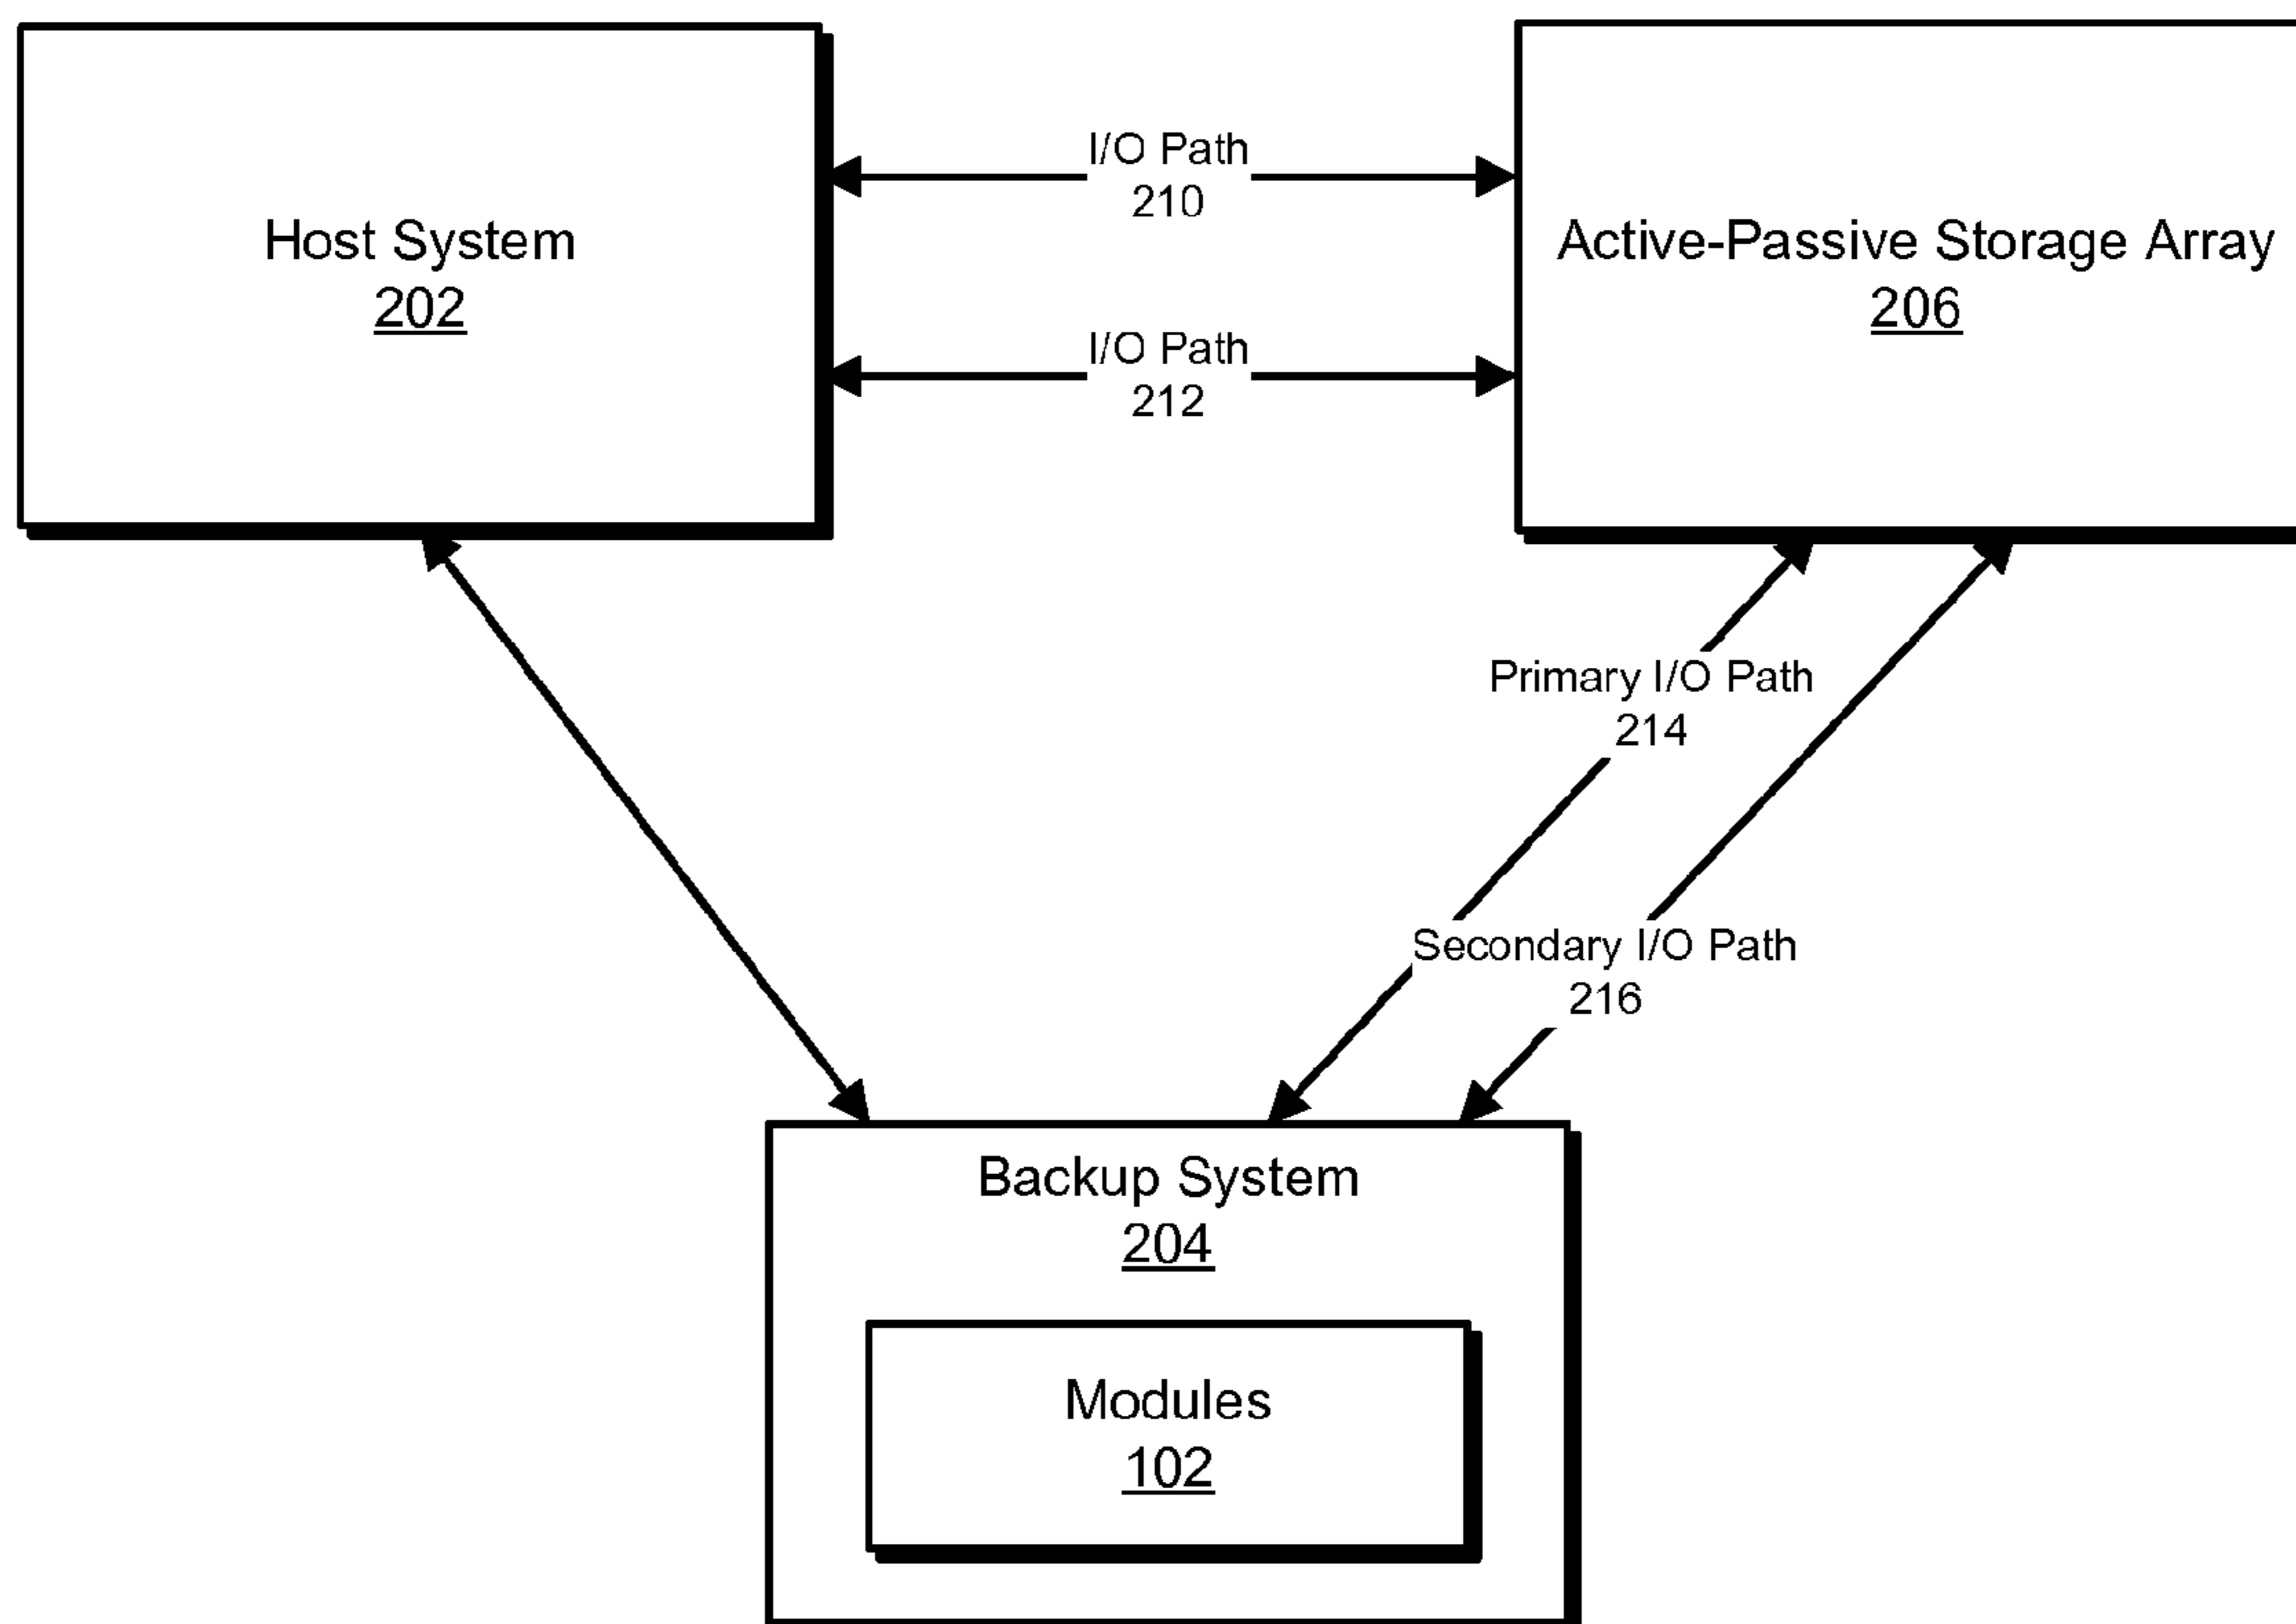 Host System
202
I/O Path
210
I/O Path
212
Active-Passive Storage Array
206
Primary I/O Path
214
Secondary I/O Path
216
Backup System
204
Modules
102